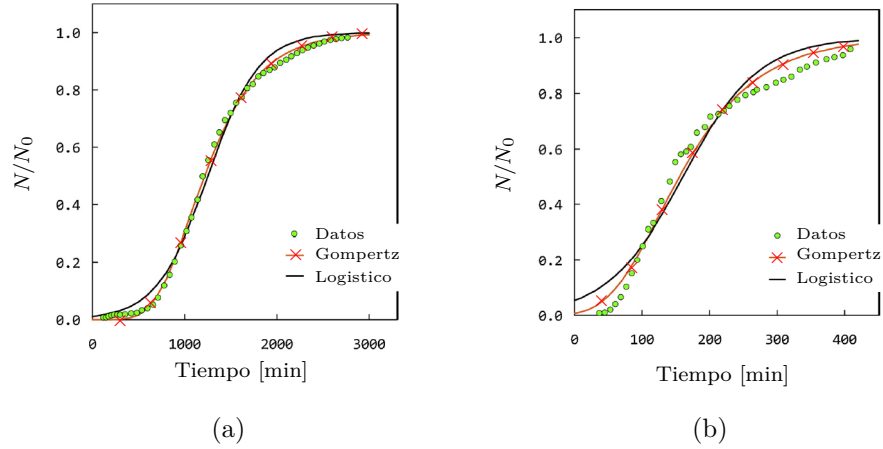 1.0
0.8
0.6
0.4
0.2
0.0
N/N0
Datos
Gompertz
Logistico
0 1000 2000 3000
Tiempo [min]
(a)
1.0
0.8
0.6
0.4
0.2
0.0
N/N0
Datos
Gompertz
Logistico
0 100 200 300 400
Tiempo [min]
(b)